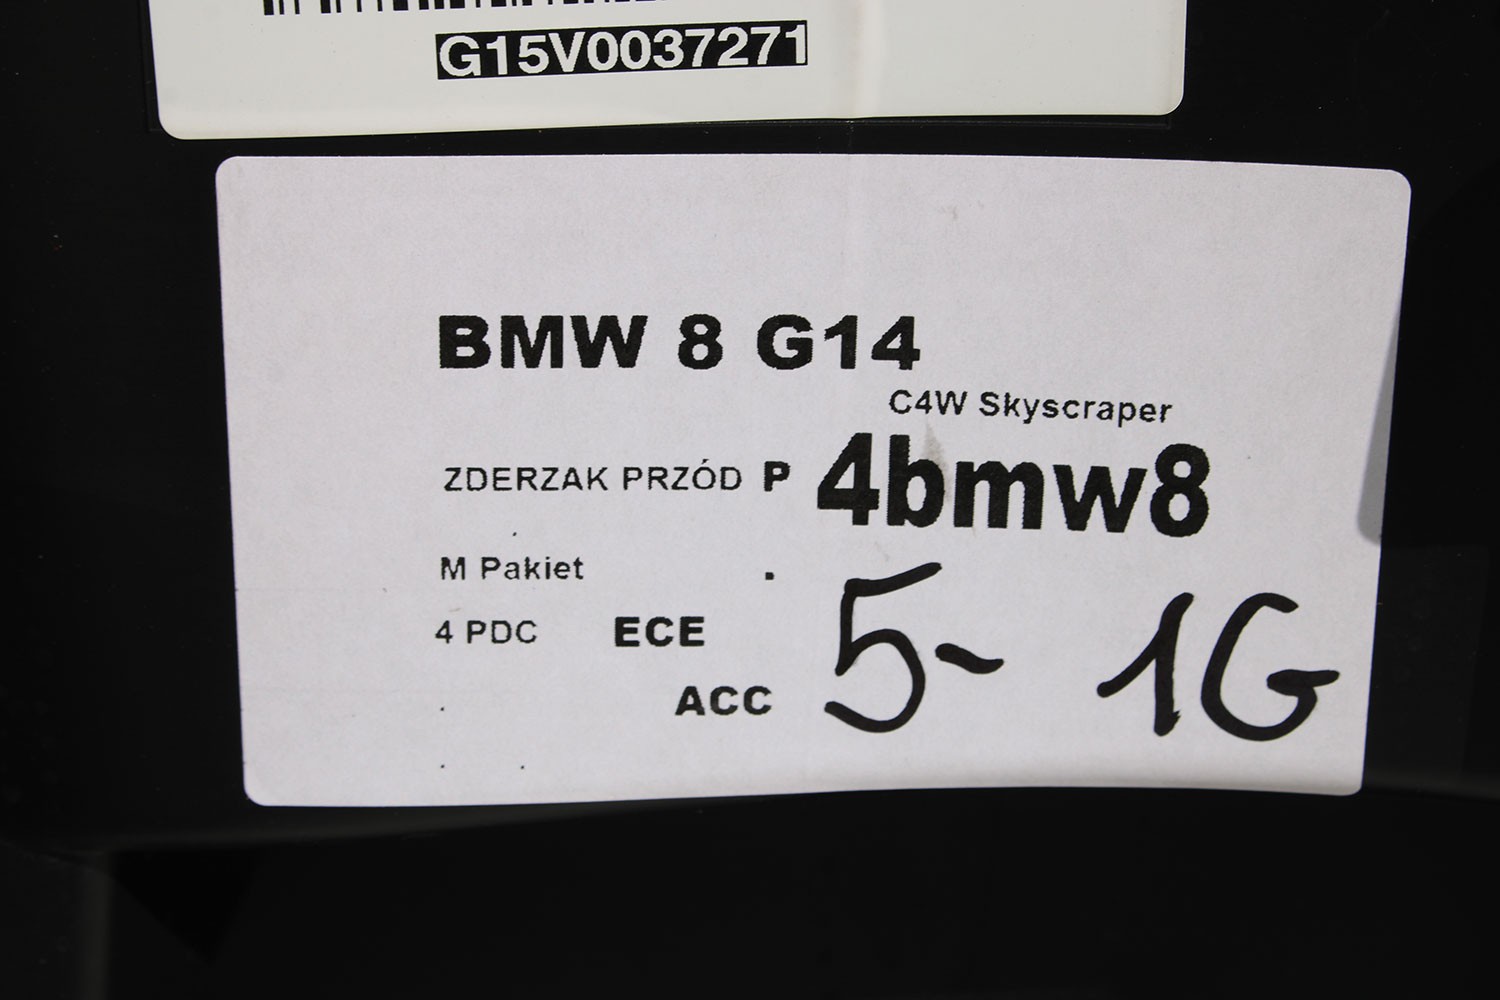 G15V0037271
BMW 8 G14
C4W Skyscraper
ZDERZAK PRZÓD P 4bmw8
M Pakiet .
4 PDC ECE
ACC 5- 1G